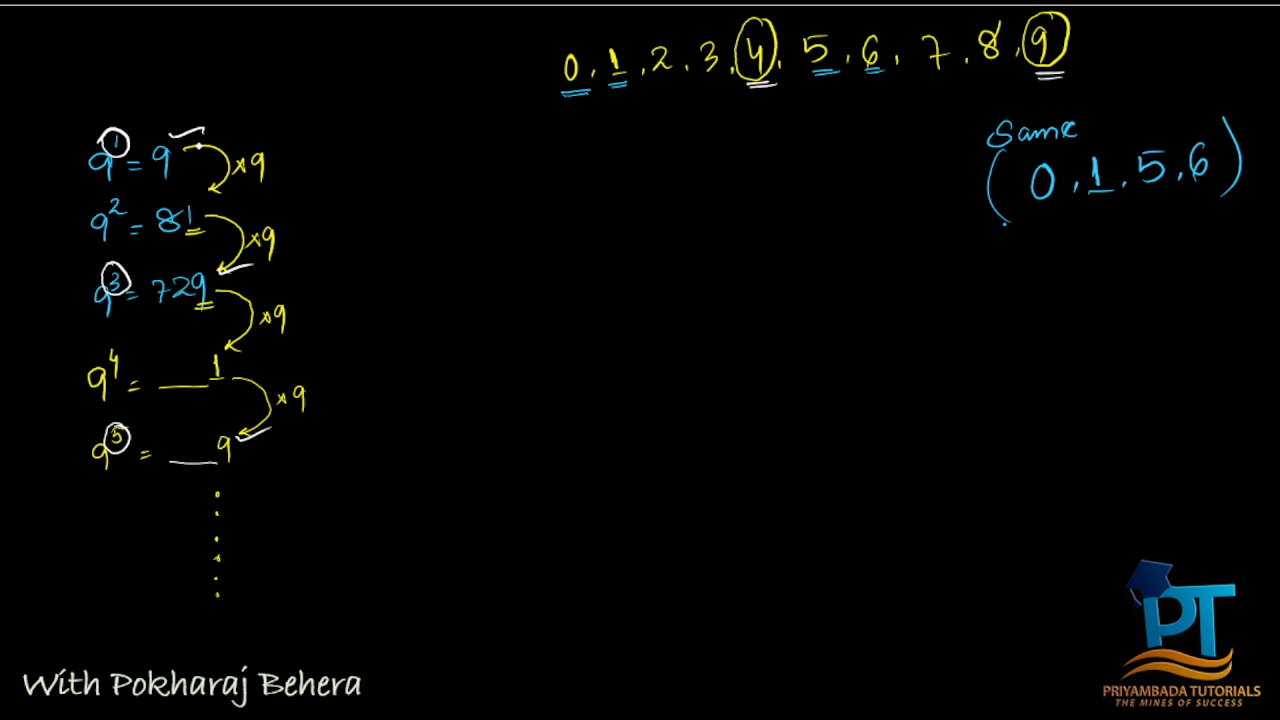 0, 1, 2, 3, 4, 5, 6, 7, 8, 9
Same
(0, 1, 5, 6)
9¹ = 9
×9
9² = 81
×9
9³ = 729
×9
9⁴ = ___1
×9
9⁵ = __9
With Pokharaj Behera
PT
PRIYAMBADA TUTORIALS
THE MINES OF SUCCESS